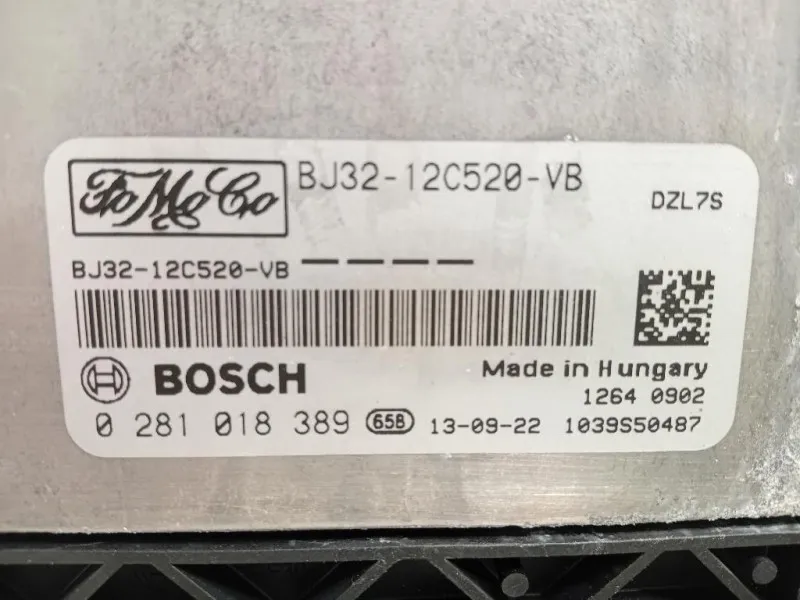 FoMoCo BJ32-12C520-VB
DZL7S
BJ32-12C520-VB ————
BOSCH
Made in Hungary
1264 0902
0 281 018 389 65B 13-09-22 1039S50487